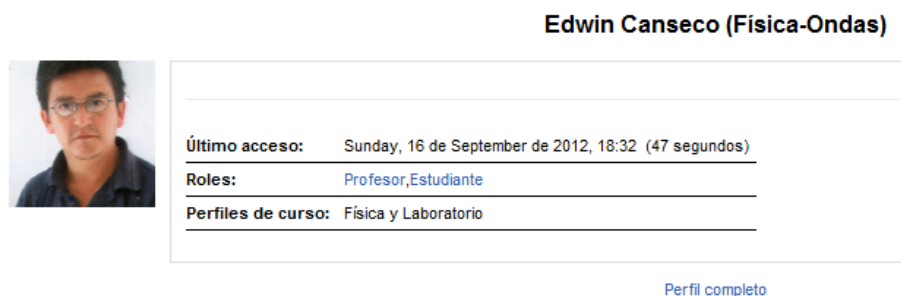 Edwin Canseco (Física-Ondas)
Último acceso: Sunday, 16 de September de 2012, 18:32 (47 segundos)
Roles: Profesor,Estudiante
Perfiles de curso: Física y Laboratorio
Perfil completo